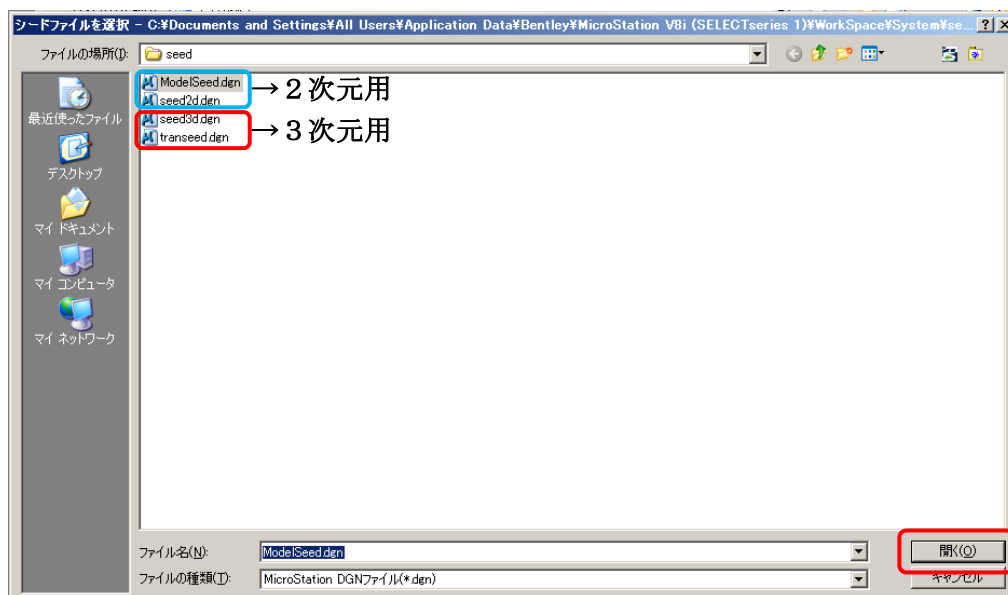 シードファイルを選択 - C:¥Documents and Settings¥All Users¥Application Data¥Bentley¥MicroStation V8i (SELECTseries 1)¥WorkSpace¥System¥se...
ファイルの場所(I):
seed
ModelSeed.dgn
seed2d.dgn
→２次元用
seed3d.dgn
transeed.dgn
→３次元用
最近使ったファイル
デスクトップ
マイ ドキュメント
マイ コンピュータ
マイ ネットワーク
ファイル名(N):
ModelSeed.dgn
開く(O)
ファイルの種類(T):
MicroStation DGNファイル(*.dgn)
キャンセル